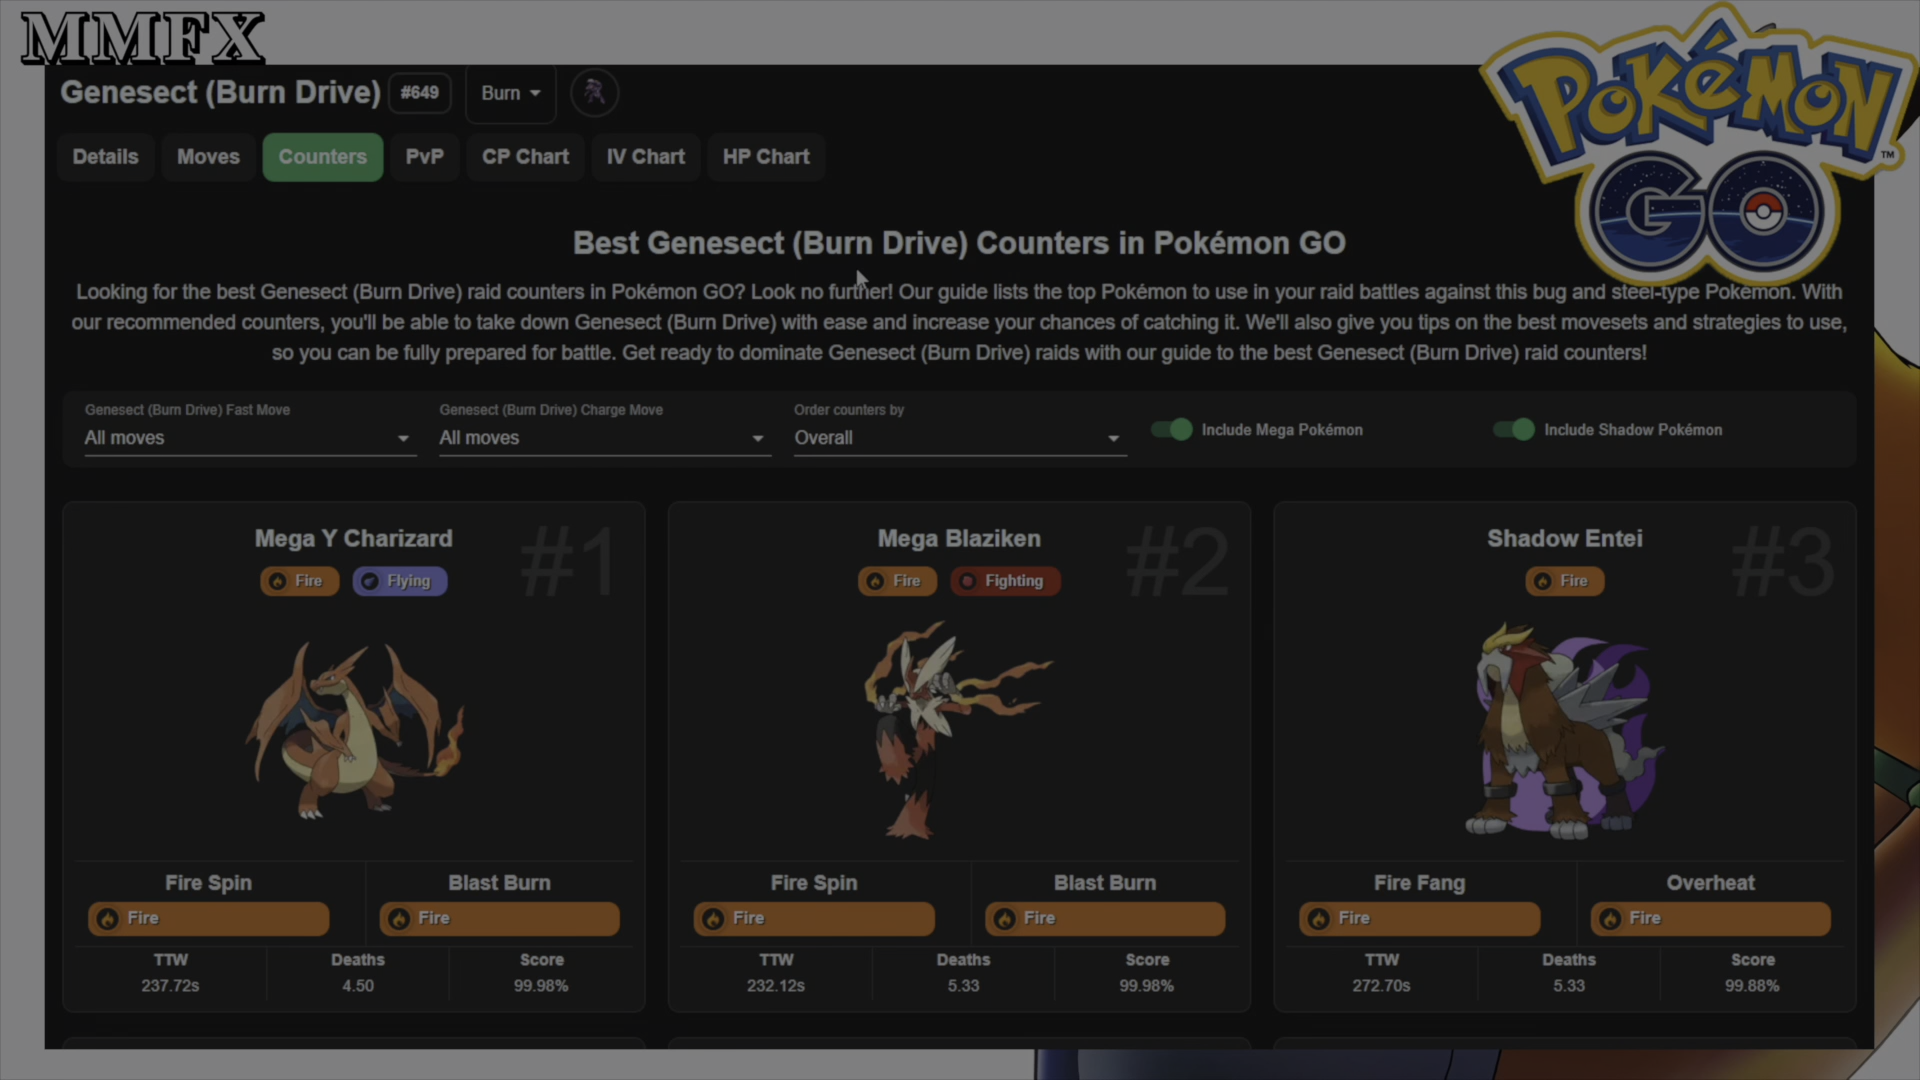 MMFX
POKéMON
TM
GO
Genesect (Burn Drive) #649 Burn
Details Moves Counters PvP CP Chart IV Chart HP Chart
Best Genesect (Burn Drive) Counters in Pokémon GO
Looking for the best Genesect (Burn Drive) raid counters in Pokémon GO? Look no further! Our guide lists the top Pokémon to use in your raid battles against this bug and steel-type Pokémon. With
our recommended counters, you'll be able to take down Genesect (Burn Drive) with ease and increase your chances of catching it. We'll also give you tips on the best movesets and strategies to use,
so you can be fully prepared for battle. Get ready to dominate Genesect (Burn Drive) raids with our guide to the best Genesect (Burn Drive) raid counters!
Genesect (Burn Drive) Fast Move Genesect (Burn Drive) Charge Move Order counters by
All moves All moves Overall Include Mega Pokémon Include Shadow Pokémon
Mega Y Charizard #1
Fire Flying
Fire Spin Blast Burn
Fire Fire
TTW Deaths Score
237.72s 4.50 99.98%
Mega Blaziken #2
Fire Fighting
Fire Spin Blast Burn
Fire Fire
TTW Deaths Score
232.12s 5.33 99.98%
Shadow Entei #3
Fire
Fire Fang Overheat
Fire Fire
TTW Deaths Score
272.70s 5.33 99.88%